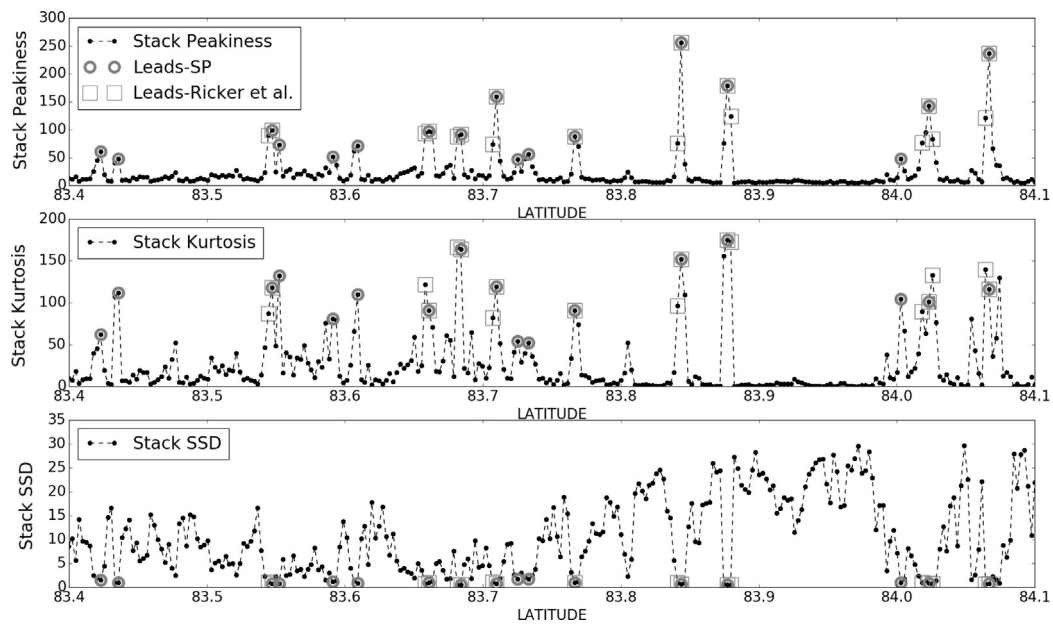 Stack Peakiness
300
250
200
150
100
50
0
Stack Peakiness
Leads-SP
Leads-Ricker et al.
83.4 83.5 83.6 83.7 83.8 83.9 84.0 84.1
LATITUDE
Stack Kurtosis
200
150
100
50
0
Stack Kurtosis
83.4 83.5 83.6 83.7 83.8 83.9 84.0 84.1
LATITUDE
Stack SSD
35
30
25
20
15
10
5
0
Stack SSD
83.4 83.5 83.6 83.7 83.8 83.9 84.0 84.1
LATITUDE